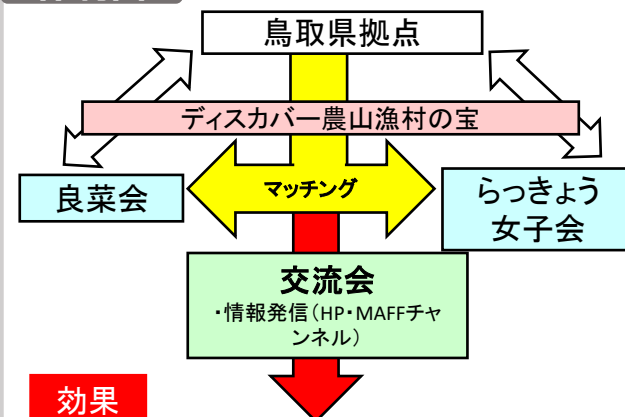 鳥取県拠点
ディスカバー農山漁村の宝
良菜会
マッチング
らっきょう
女子会
交流会
・情報発信(HP・MAFFチャ
ンネル)
効果